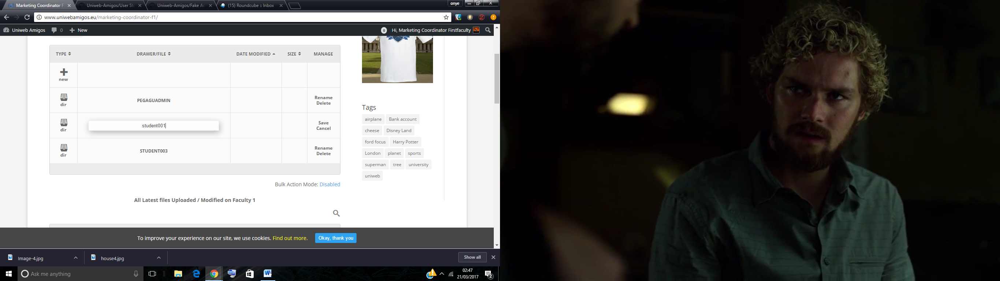 Marketing Coordinator F
Uniweb-Amigos/User St
Uniweb-Amigos/Fake Ac
(15) Roundcube :: Inbox
onye
www.uniwebamigos.eu/marketing-coordinator-f1/
Uniweb Amigos 0 New
0 Hi, Marketing Coordinator Firstfaculty
TYPE DRAWER/FILE DATE MODIFIED SIZE MANAGE
new
dir PEGAGUADMIN Rename
Delete
dir student001 Save
Cancel
dir STUDENT003 Rename
Delete
Bulk Action Mode: Disabled
All Latest files Uploaded / Modified on Faculty 1
Tags
airplane Bank account
cheese Disney Land
ford focus Harry Potter
London planet sports
superman tree university
uniweb
To improve your experience on our site, we use cookies. Find out more. Okay, thank you
Image-4.jpg house4.jpg Show all
Ask me anything
02:47
21/03/2017
2